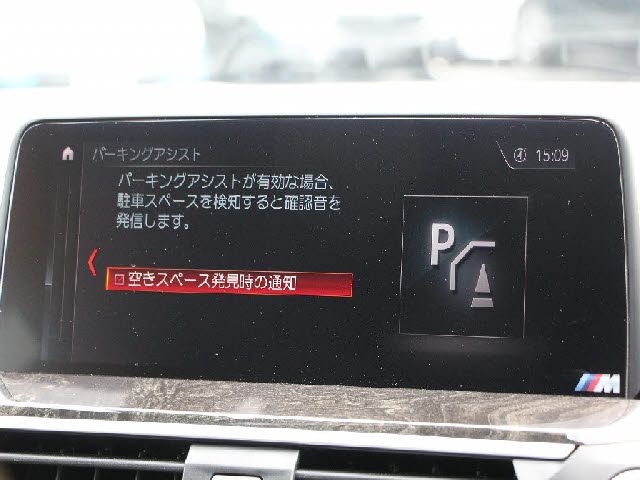 パーキングアシスト
15:09
パーキングアシストが有効な場合、
駐車スペースを検知すると確認音を
発信します。
空きスペース発見時の通知
P
M